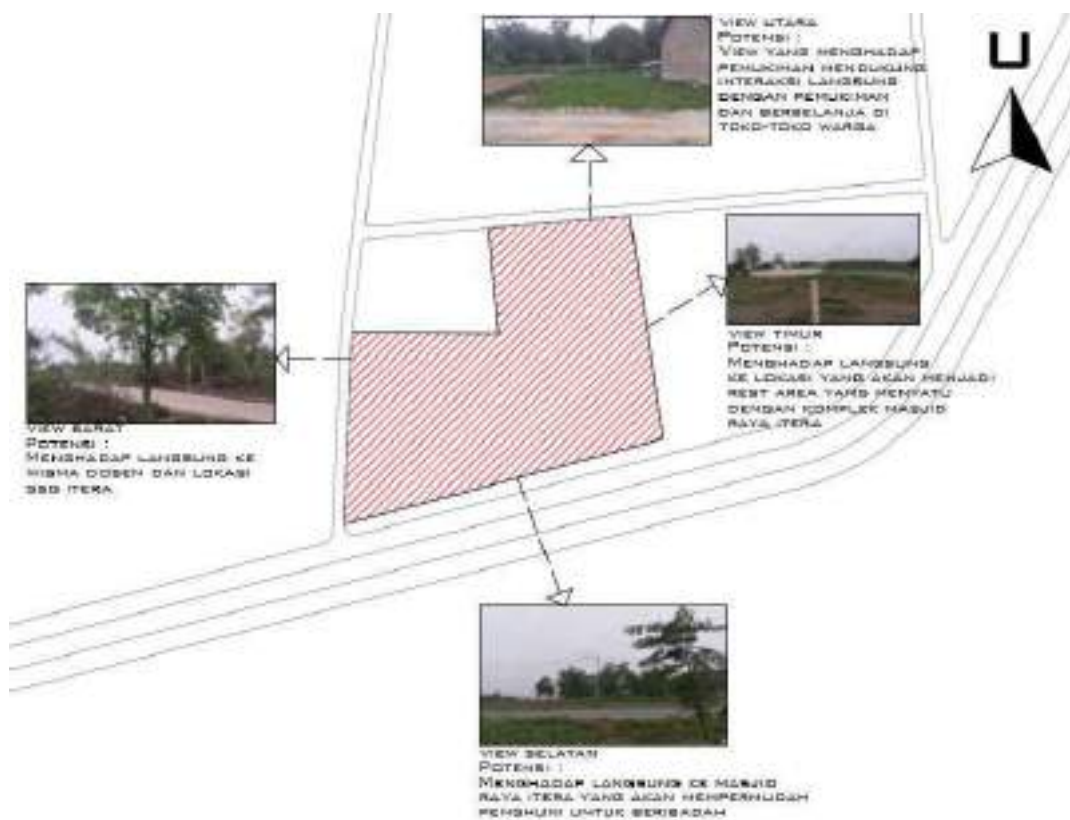 VIEW UTARA
POTENSI :
VIEW YANG MENGHADAP
PEMUKIMAN MENDUKUNG
INTERAKSI LANGSUNG
DENGAN PEMUKIMAN
DAN BERBELANJA DI
TOKO-TOKO WARGA
U
VIEW TIMUR
POTENSI :
MENGHADAP LANGSUNG
KE LOKASI YANG AKAN MENJADI
REST AREA YANG MENYATU
DENGAN KOMPLEK MASJID
RAYA ITERA
VIEW BARAT
POTENSI :
MENGHADAP LANGSUNG KE
WISMA DOSEN DAN LOKASI
GSG ITERA
VIEW SELATAN
POTENSI :
MENGHADAP LANGSUNG KE MASJID
RAYA ITERA YANG AKAN MEMPERMUDAH
PENGHUNI UNTUK BERIBADAH